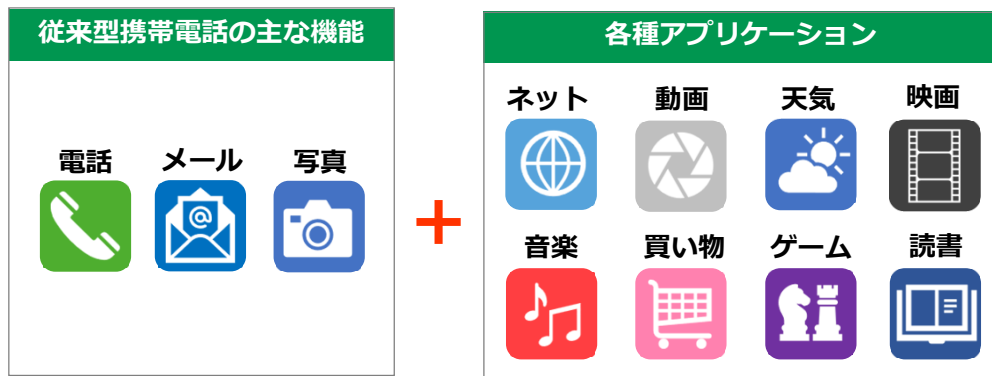 従来型携帯電話の主な機能
電話 メール 写真
+
各種アプリケーション
ネット 動画 天気 映画
音楽 買い物 ゲーム 読書